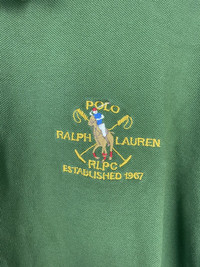 POLO
RALPH LAUREN
RLPC
ESTABLISHED 1967